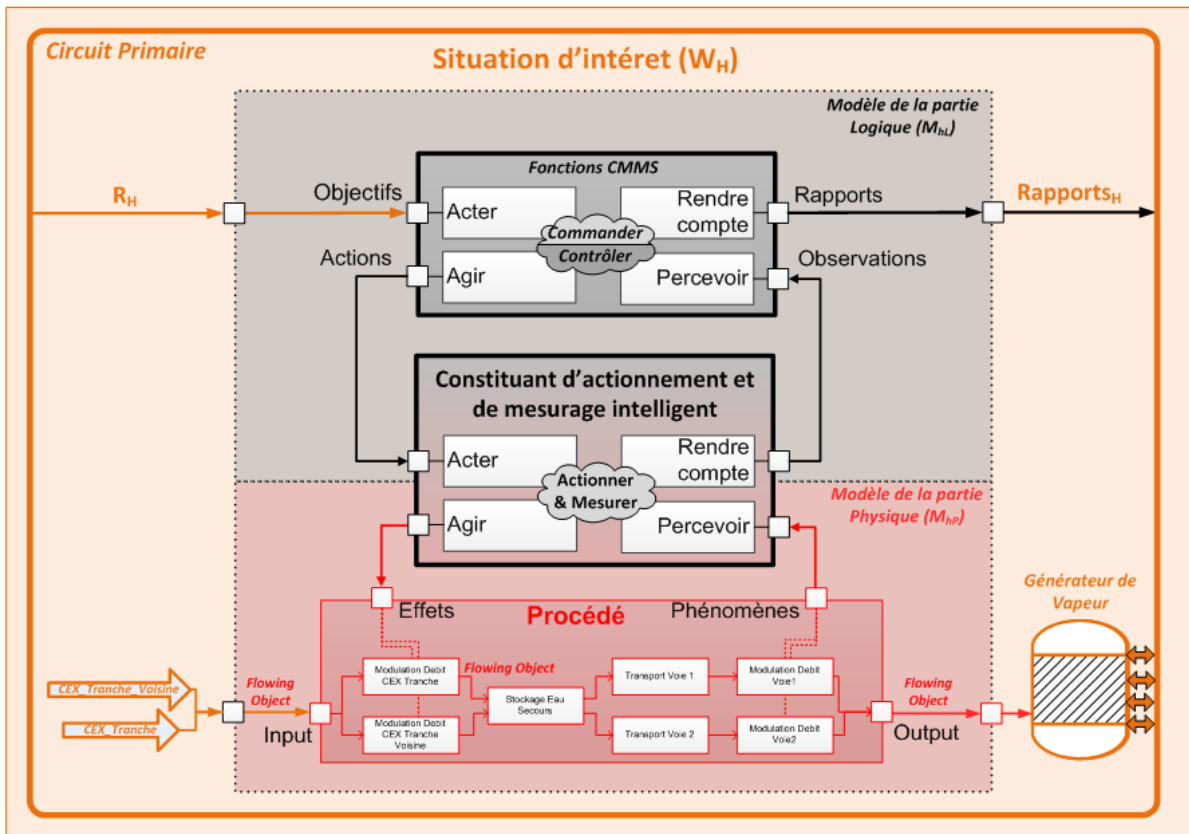 Circuit Primaire
Situation d'intéret (WH)
Modèle de la partie
Logique (MhL)
Fonctions CMMS
RH
Objectifs
Acter
Rendre
compte
Rapports
RapportsH
Commander
Contrôler
Actions
Agir
Percevoir
Observations
Constituant d'actionnement et
de mesurage intelligent
Acter
Rendre
compte
Actionner
& Mesurer
Agir
Percevoir
Modèle de la partie
Physique (MhP)
Effets
Procédé
Phénomènes
Générateur de
Vapeur
CEX_Tranche_Voisine
CEX_Tranche
Flowing
Object
Input
Modulation Debit
CEX Tranche
Flowing Object
Modulation Debit
CEX Tranche
Voisine
Stockage Eau
Secours
Transport Voie 1
Transport Voie 2
Modulation Debit
Voie1
Modulation Debit
Voie2
Flowing
Object
Output